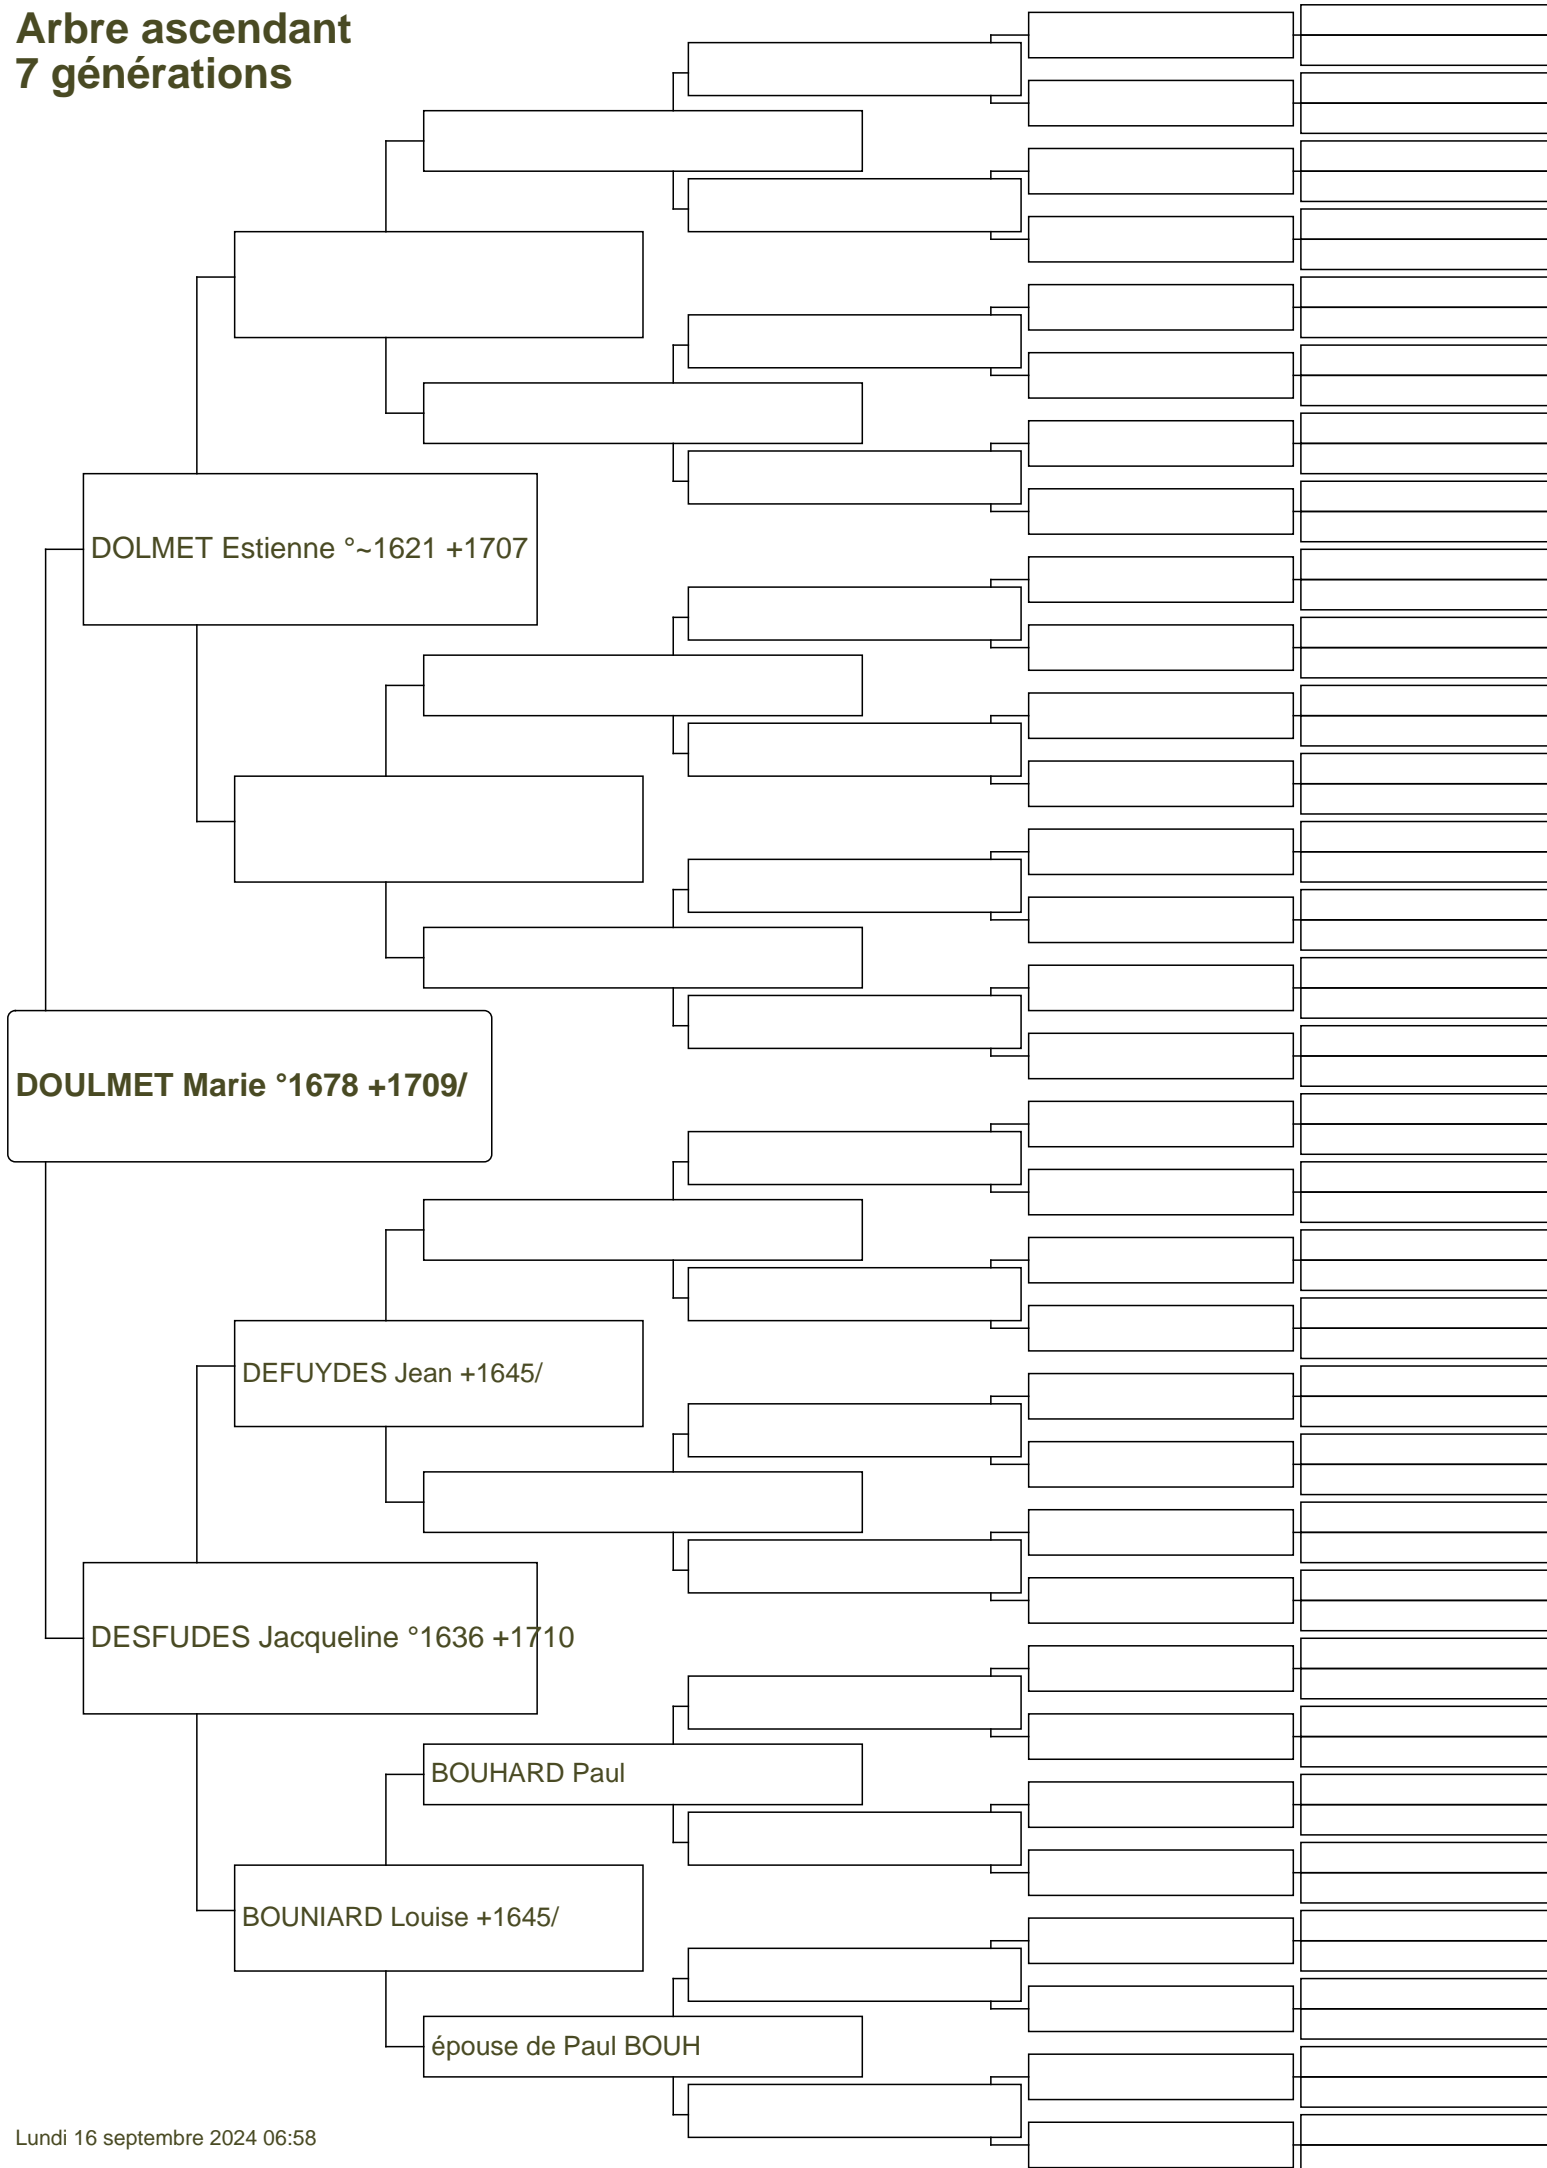 Arbre ascendant
7 générations
DOLMET Estienne °~1621 +1707
DOULMET Marie °1678 +1709/
DEFUYDES Jean +1645/
DESFUDES Jacqueline °1636 +1710
BOUHARD Paul
BOUNIARD Louise +1645/
épouse de Paul BOUH
Lundi 16 septembre 2024 06:58